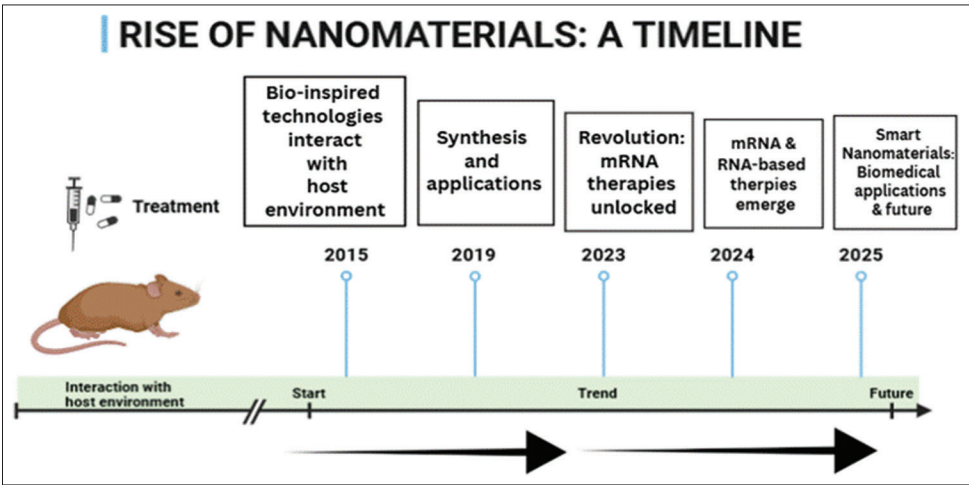 RISE OF NANOMATERIALS: A TIMELINE
Bio-inspired
technologies
interact
with
host
environment
Synthesis
and
applications
Revolution:
mRNA
therapies
unlocked
mRNA &
RNA-based
therpies
emerge
Smart
Nanomaterials:
Biomedical
applications
& future
Treatment
2015
2019
2023
2024
2025
Interaction with
host environment
Start
Trend
Future